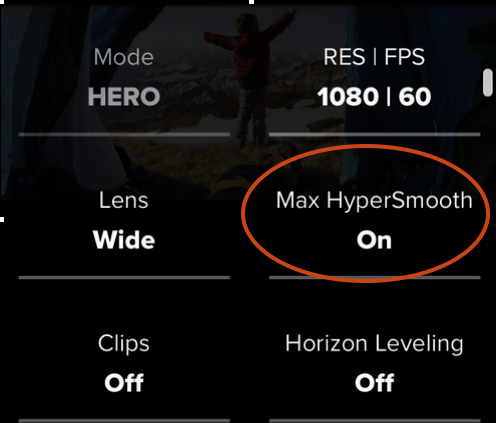 Mode
HERO
RES | FPS
1080 | 60
Lens
Wide
Max HyperSmooth
On
Clips
Off
Horizon Leveling
Off